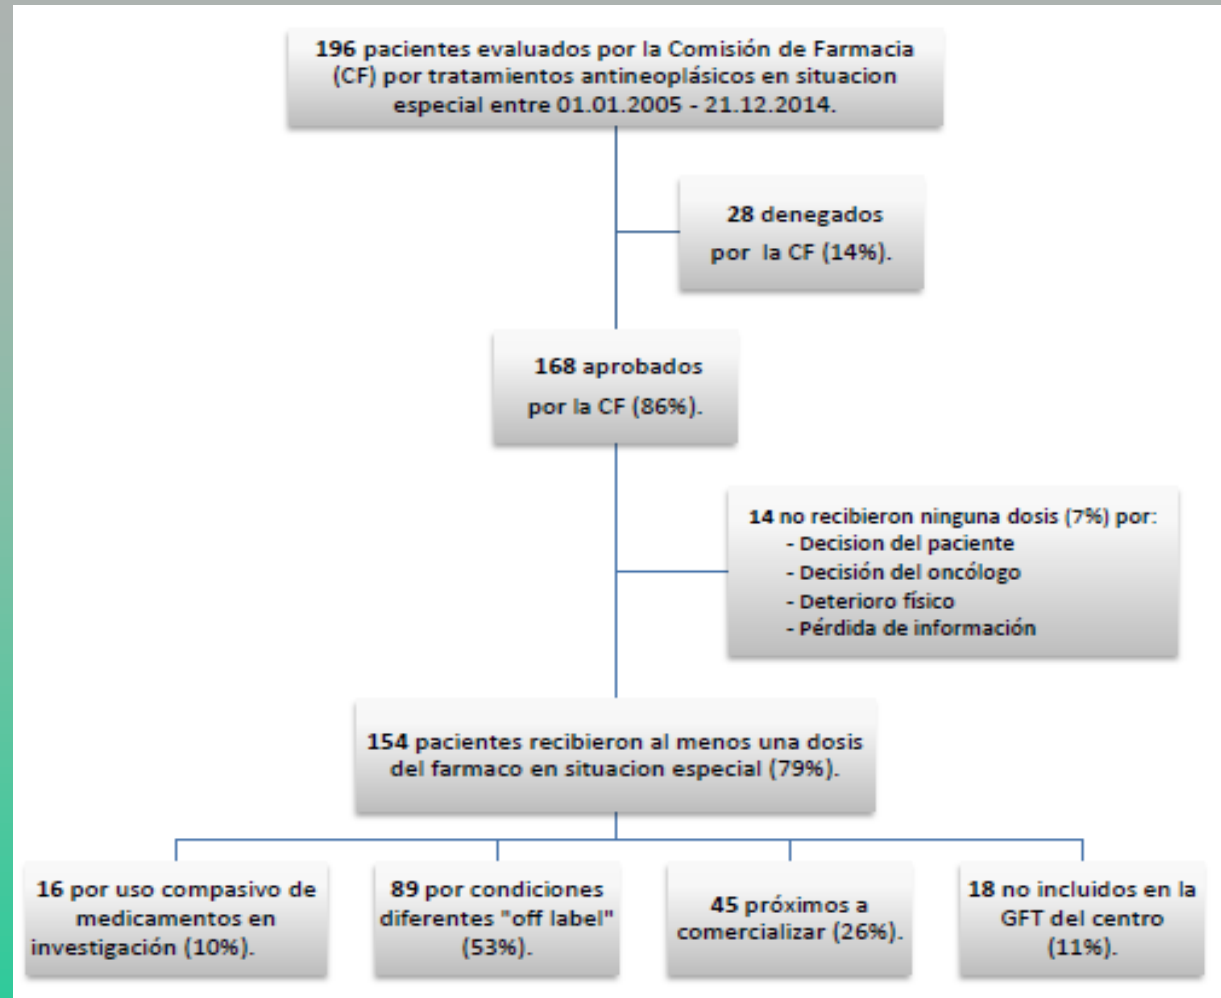 196 pacientes evaluados por la Comisión de Farmacia
(CF) por tratamientos antineoplásicos en situacion
especial entre 01.01.2005 - 21.12.2014.
28 denegados
por la CF (14%).
168 aprobados
por la CF (86%).
14 no recibieron ninguna dosis (7%) por:
- Decision del paciente
- Decisión del oncólogo
- Deterioro físico
- Pérdida de información
154 pacientes recibieron al menos una dosis
del farmaco en situacion especial (79%).
16 por uso compasivo de
medicamentos en
investigación (10%).
89 por condiciones
diferentes "off label"
(53%).
45 próximos a
comercializar (26%).
18 no incluidos en la
GFT del centro
(11%).